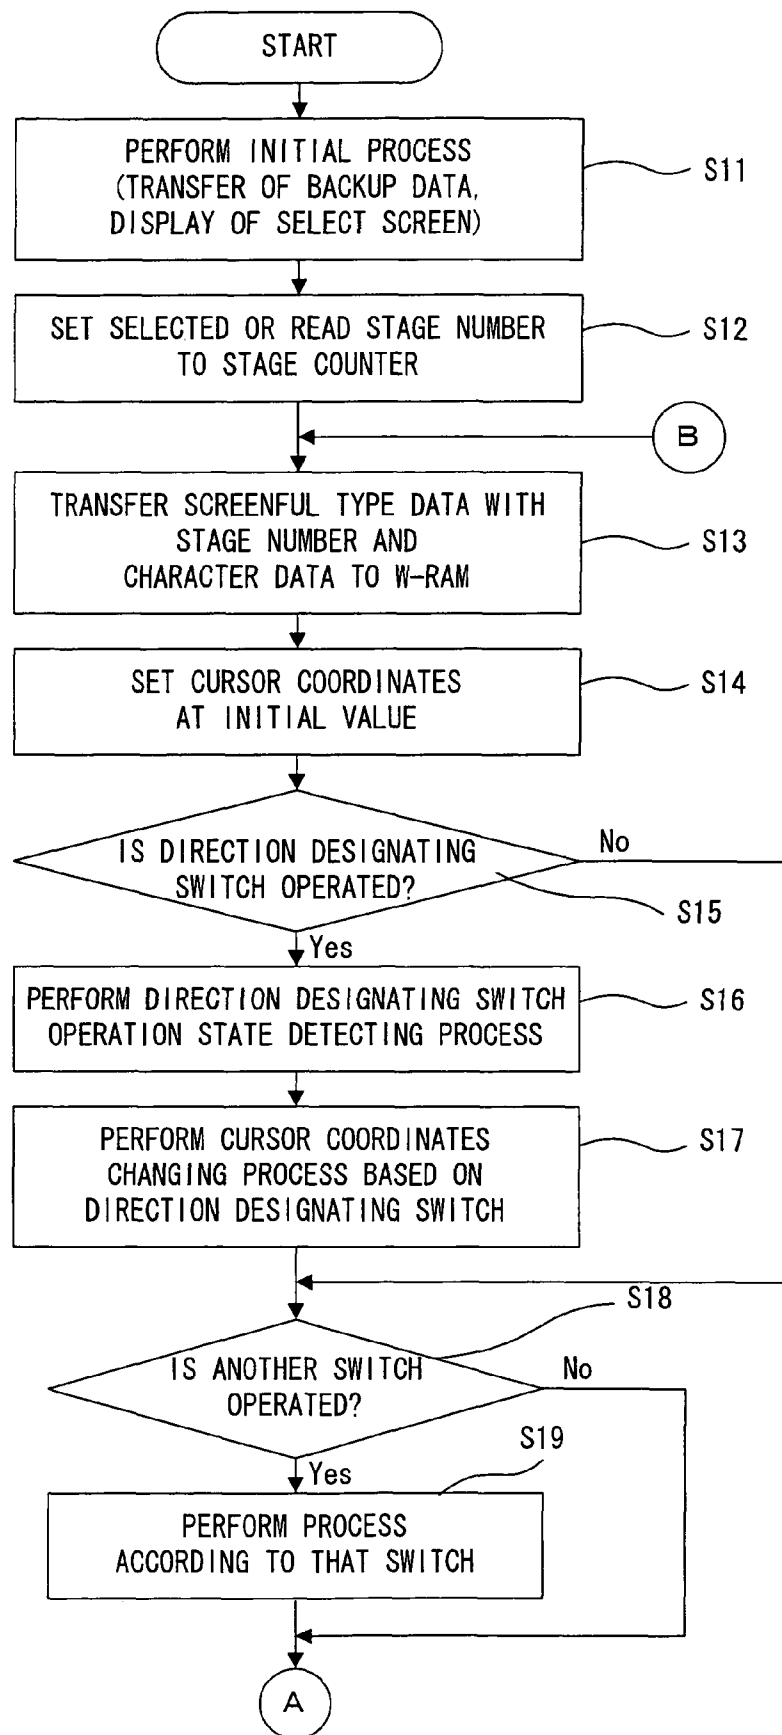 START
PERFORM INITIAL PROCESS
(TRANSFER OF BACKUP DATA,
DISPLAY OF SELECT SCREEN)
S11
SET SELECTED OR READ STAGE NUMBER
TO STAGE COUNTER
S12
B
TRANSFER SCREENFUL TYPE DATA WITH
STAGE NUMBER AND
CHARACTER DATA TO W-RAM
S13
SET CURSOR COORDINATES
AT INITIAL VALUE
S14
IS DIRECTION DESIGNATING
SWITCH OPERATED?
No
S15
Yes
PERFORM DIRECTION DESIGNATING SWITCH
OPERATION STATE DETECTING PROCESS
S16
PERFORM CURSOR COORDINATES
CHANGING PROCESS BASED ON
DIRECTION DESIGNATING SWITCH
S17
S18
IS ANOTHER SWITCH
OPERATED?
No
S19
Yes
PERFORM PROCESS
ACCORDING TO THAT SWITCH
A